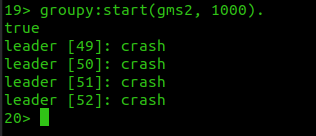 19> groupy:start(gms2, 1000).
true
leader [49]: crash
leader [50]: crash
leader [51]: crash
leader [52]: crash
20>